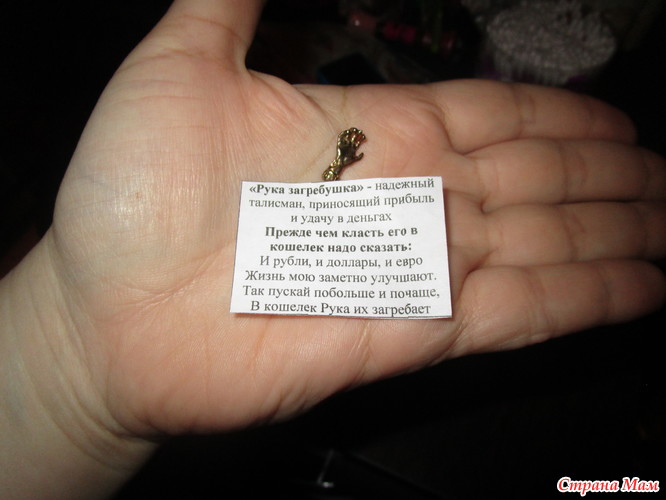 «Рука загребушка» - надежный
талисман, приносящий прибыль
и удачу в деньгах
Прежде чем класть его в
кошелек надо сказать:
И рубли, и доллары, и евро
Жизнь мою заметно улучшают.
Так пускай побольше и почаще,
В кошелек Рука их загребает
Страна Мам